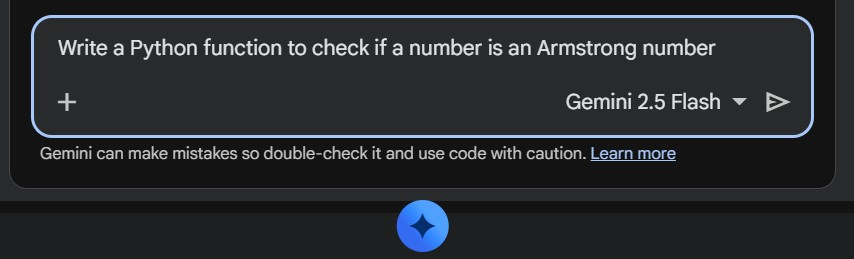 Write a Python function to check if a number is an Armstrong number
Gemini 2.5 Flash
Gemini can make mistakes so double-check it and use code with caution. Learn more